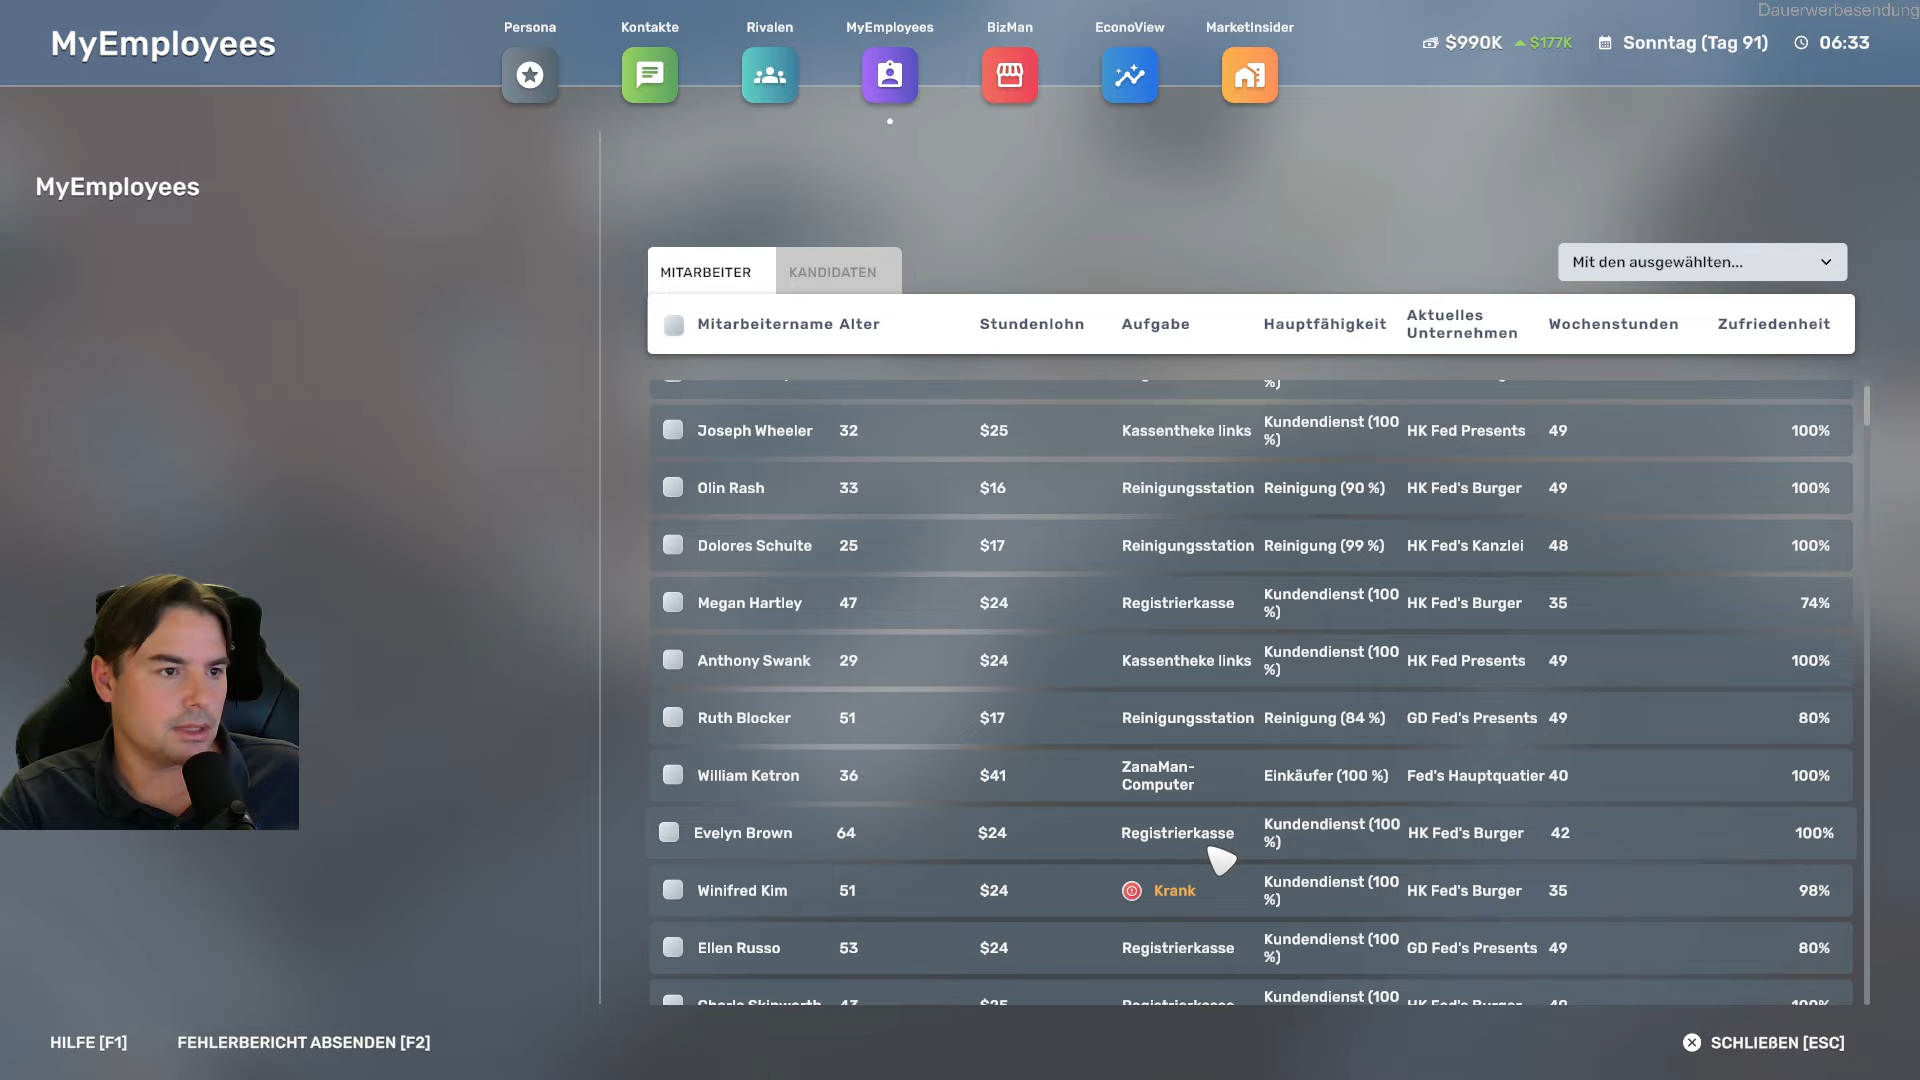 Dauerwerbesendung
MyEmployees
Persona
Kontakte
Rivalen
MyEmployees
BizMan
EconoView
MarketInsider
$990K
$177K
Sonntag (Tag 91)
06:33
MyEmployees
MITARBEITER
KANDIDATEN
Mit den ausgewählten...
Mitarbeitername Alter Stundenlohn Aufgabe Hauptfähigkeit Aktuelles Unternehmen Wochenstunden Zufriedenheit
%)
Joseph Wheeler 32 $25 Kassentheke links Kundendienst (100 %) HK Fed Presents 49 100%
Olin Rash 33 $16 Reinigungsstation Reinigung (90 %) HK Fed's Burger 49 100%
Dolores Schulte 25 $17 Reinigungsstation Reinigung (99 %) HK Fed's Kanzlei 48 100%
Megan Hartley 47 $24 Registrierkasse Kundendienst (100 %) HK Fed's Burger 35 74%
Anthony Swank 29 $24 Kassentheke links Kundendienst (100 %) HK Fed Presents 49 100%
Ruth Blocker 51 $17 Reinigungsstation Reinigung (84 %) GD Fed's Presents 49 80%
William Ketron 36 $41 ZanaMan-Computer Einkäufer (100 %) Fed's Hauptquatier 40 100%
Evelyn Brown 64 $24 Registrierkasse Kundendienst (100 %) HK Fed's Burger 42 100%
Winifred Kim 51 $24 Krank Kundendienst (100 %) HK Fed's Burger 35 98%
Ellen Russo 53 $24 Registrierkasse Kundendienst (100 %) GD Fed's Presents 49 80%
Kundendienst (100
HILFE [F1]
FEHLERBERICHT ABSENDEN [F2]
SCHLIEẞEN [ESC]